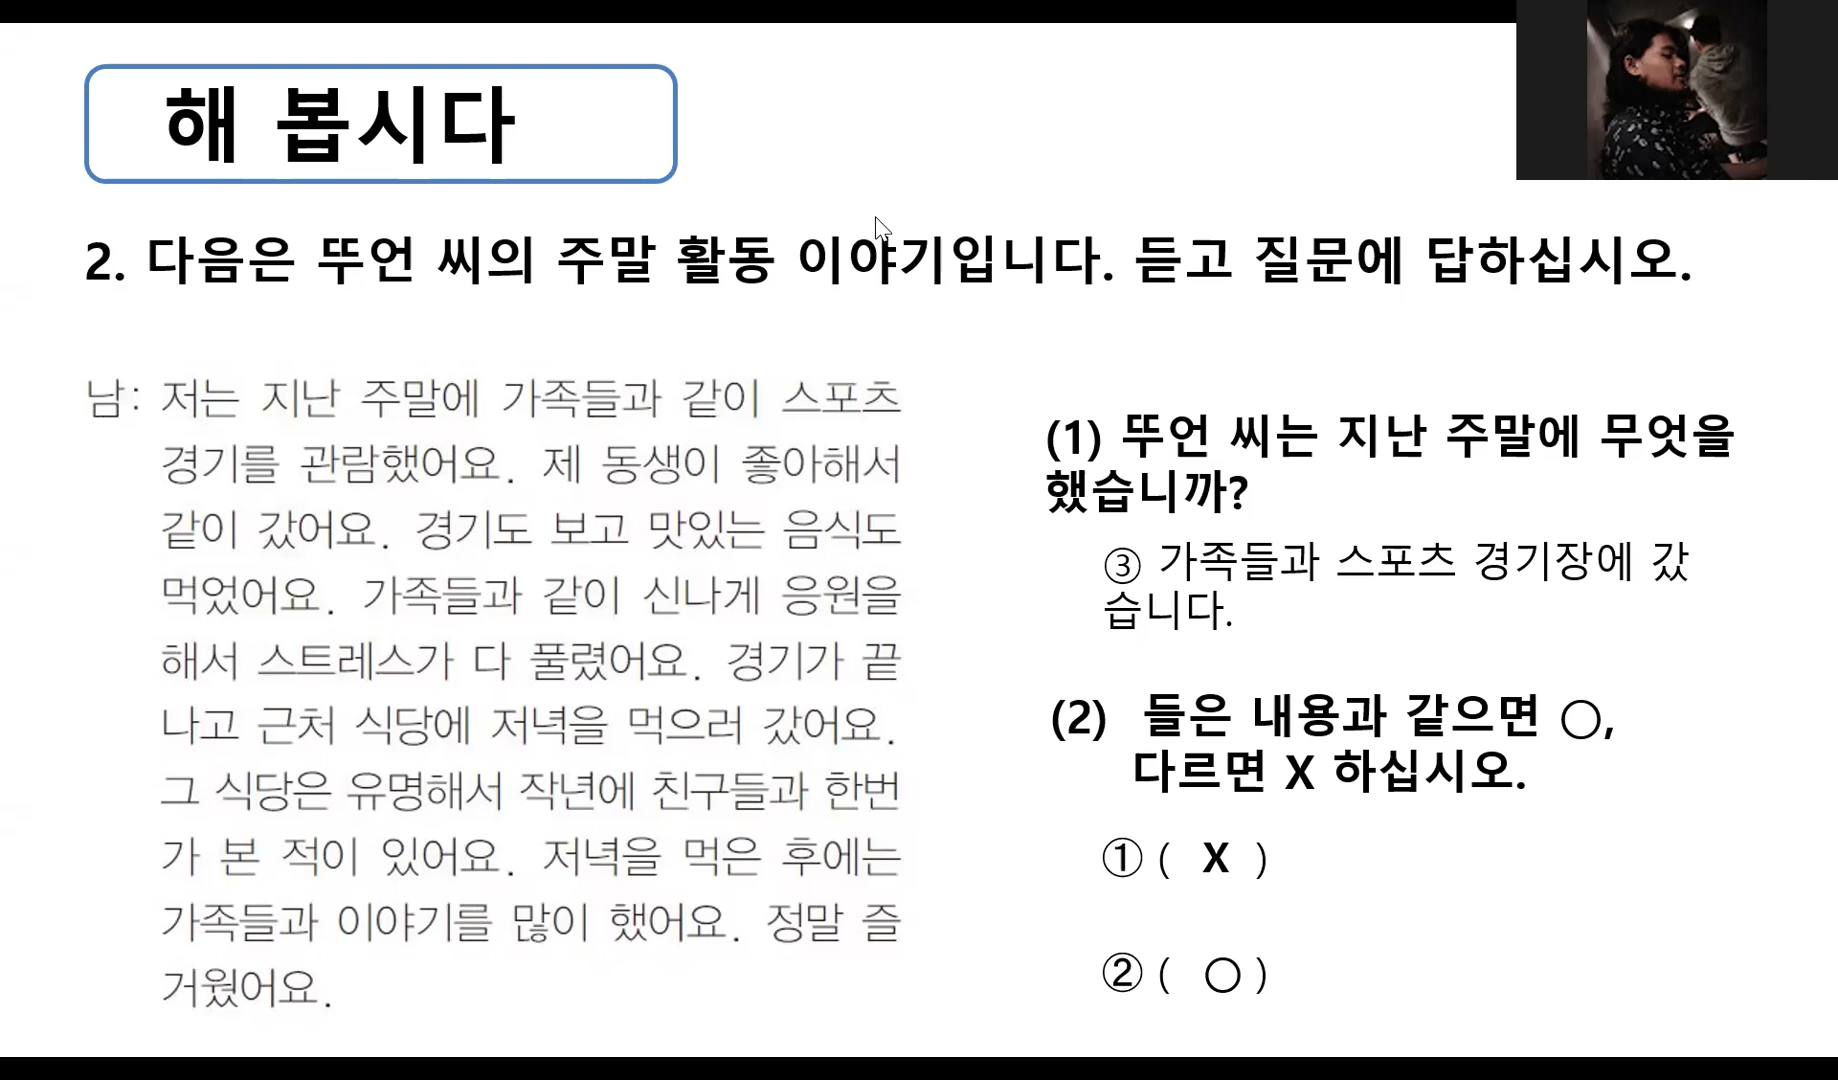 해 봅시다
2. 다음은 뚜언 씨의 주말 활동 이야기입니다. 듣고 질문에 답하십시오.
남: 저는 지난 주말에 가족들과 같이 스포츠
경기를 관람했어요. 제 동생이 좋아해서
같이 갔어요. 경기도 보고 맛있는 음식도
먹었어요. 가족들과 같이 신나게 응원을
해서 스트레스가 다 풀렸어요. 경기가 끝
나고 근처 식당에 저녁을 먹으러 갔어요.
그 식당은 유명해서 작년에 친구들과 한번
가 본 적이 있어요. 저녁을 먹은 후에는
가족들과 이야기를 많이 했어요. 정말 즐
거웠어요.
(1) 뚜언 씨는 지난 주말에 무엇을
했습니까?
③ 가족들과 스포츠 경기장에 갔
습니다.
(2) 들은 내용과 같으면 ○,
다르면 X 하십시오.
① ( X )
② ( ○ )